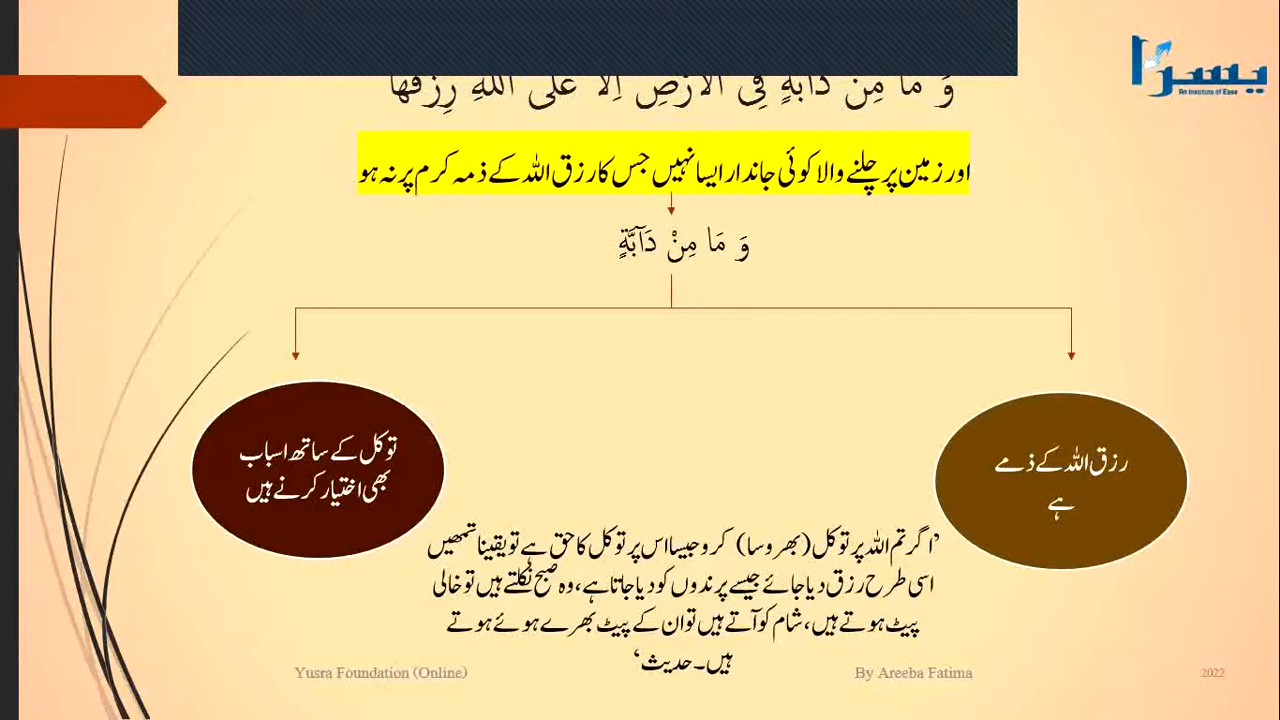 یسرا
An Institute of Ease
وَ مَا مِنْ دَآبَّةٍ فِی الْاَرْضِ اِلَّا عَلَی اللّٰهِ رِزْقُهَا
اور زمین پر چلنے والا کوئی جاندار ایسا نہیں جس کا رزق اللہ کے ذمہ کرم پر نہ ہو
وَ مَا مِنْ دَآبَّةٍ
رزق اللہ کے ذمے
ہے
توکل کے ساتھ اسباب
بھی اختیار کرنے ہیں
’اگر تم اللہ پر توکل (بھروسا) کرو جیسا اس پر توکل کا حق ہے تو یقینا تمھیں
اسی طرح رزق دیا جائے جیسے پرندوں کو دیا جاتا ہے، وہ صبح نکلتے ہیں تو خالی
پیٹ ہوتے ہیں، شام کو آتے ہیں تو ان کے پیٹ بھرے ہوئے ہوتے
ہیں۔ حدیث‘
Yusra Foundation (Online)
By Areeba Fatima
2022